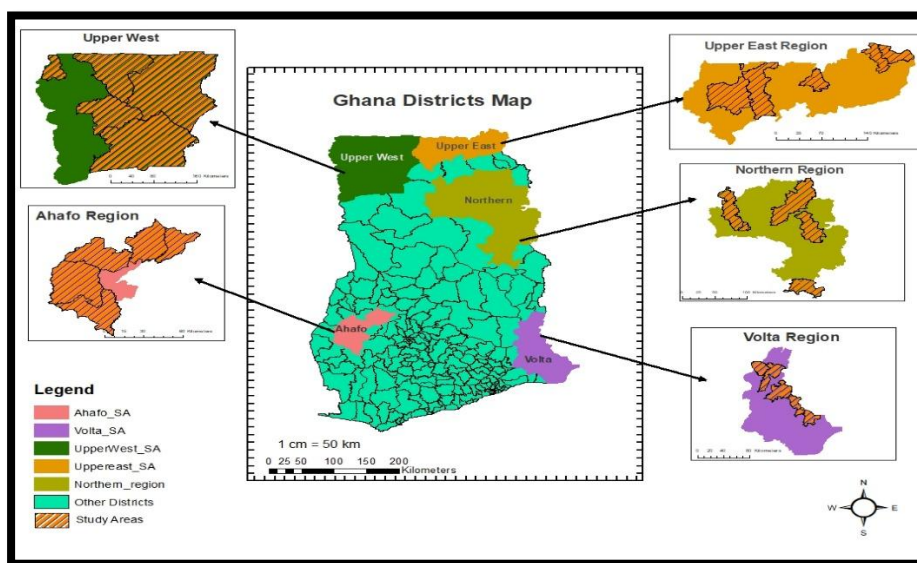 Upper West
Upper East Region
Ghana Districts Map
Upper West
Upper East
Northern
Ahafo
Volta
Ahafo Region
Northern Region
Volta Region
Legend
Ahafo_SA
Volta_SA
UpperWest_SA
Uppereast_SA
Northern_region
Other Districts
Study Areas
1 cm = 50 km
0 25 50 100 150 200
Kilometers
N
W E
S